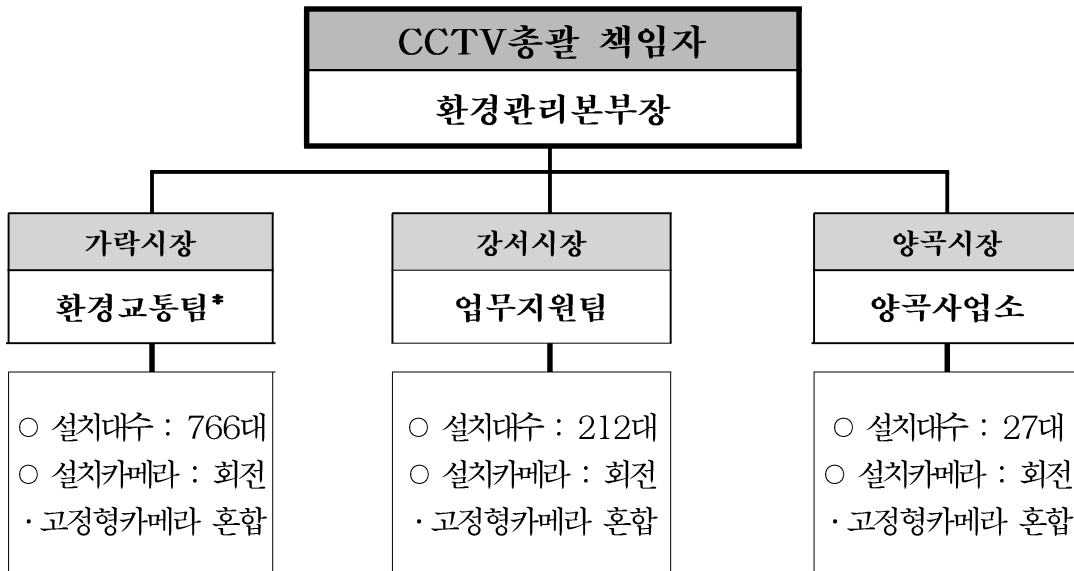 CCTV총괄 책임자
환경관리본부장
가락시장
환경교통팀*
○ 설치대수 : 766대
○ 설치카메라 : 회전
· 고정형카메라 혼합
강서시장
업무지원팀
○ 설치대수 : 212대
○ 설치카메라 : 회전
· 고정형카메라 혼합
양곡시장
양곡사업소
○ 설치대수 : 27대
○ 설치카메라 : 회전
· 고정형카메라 혼합